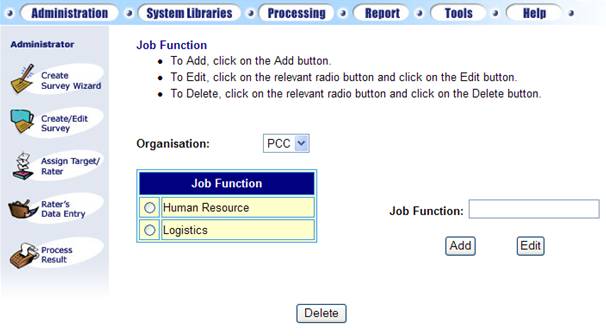 Administration System Libraries Processing Report Tools Help
Administrator
Create
Survey Wizard
Create/Edit
Survey
Assign Target/
Rater
Rater's
Data Entry
Process
Result
Job Function
• To Add, click on the Add button.
• To Edit, click on the relevant radio button and click on the Edit button.
• To Delete, click on the relevant radio button and click on the Delete button.
Organisation: PCC
Job Function
Human Resource
Logistics
Job Function:
Add Edit
Delete